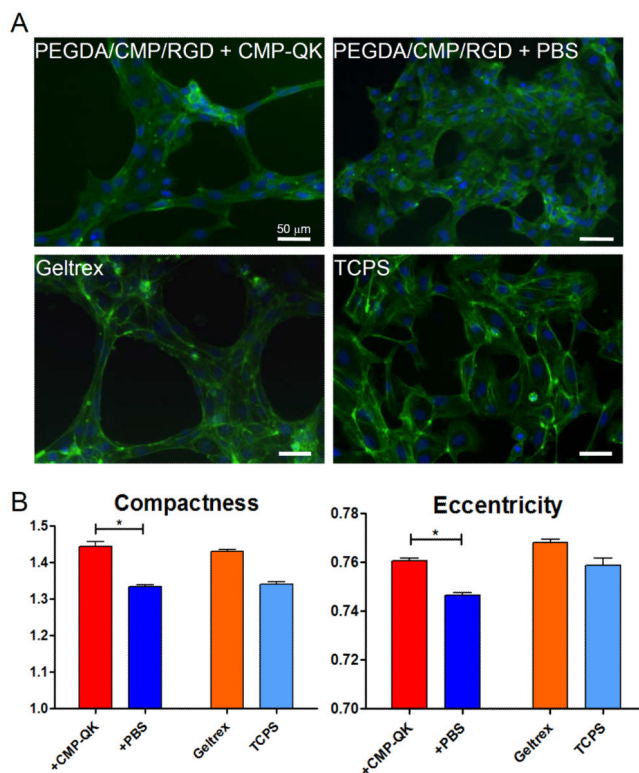 A
PEGDA/CMP/RGD + CMP-QK
PEGDA/CMP/RGD + PBS
50 μm
Geltrex
TCPS
B
Compactness
Eccentricity
*
*
1.5
1.4
1.3
1.2
1.1
1.0
0.78
0.76
0.74
0.72
0.70
+CMP-QK
+PBS
Geltrex
TCPS
+CMP-QK
+PBS
Geltrex
TCPS